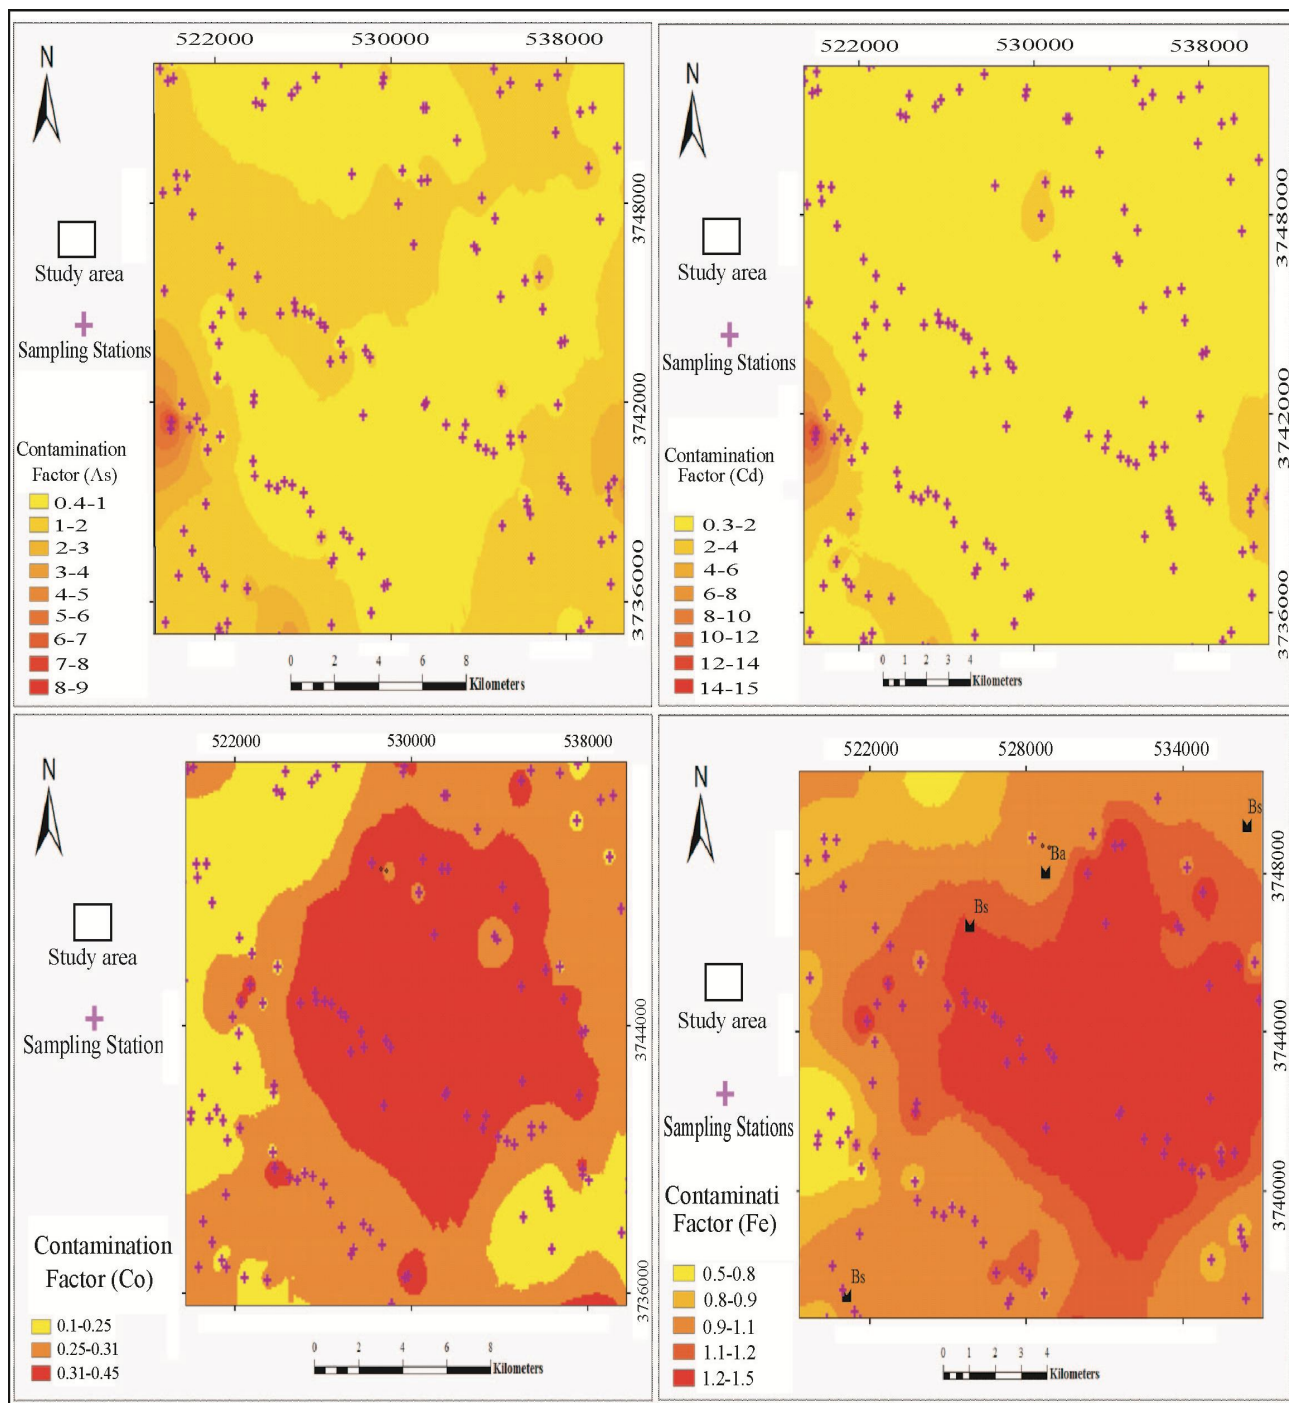 522000 530000 538000
N
3748000
3742000
3736000
Study area
Sampling Stations
Contamination
Factor (As)
0.4-1
1-2
2-3
3-4
4-5
5-6
6-7
7-8
8-9
0 2 4 6 8
Kilometers
522000 530000 538000
N
3748000
3742000
3736000
Study area
Sampling Stations
Contamination
Factor (Cd)
0.3-2
2-4
4-6
6-8
8-10
10-12
12-14
14-15
0 1 2 3 4
Kilometers
522000 530000 538000
N
3744000
3736000
Study area
Sampling Station
Contamination
Factor (Co)
0.1-0.25
0.25-0.31
0.31-0.45
0 2 4 6 8
Kilometers
522000 528000 534000
N
Bs
Ba
Bs
Bs
3748000
3744000
3740000
Study area
Sampling Stations
Contaminati
Factor (Fe)
0.5-0.8
0.8-0.9
0.9-1.1
1.1-1.2
1.2-1.5
0 1 2 3 4
Kilometers